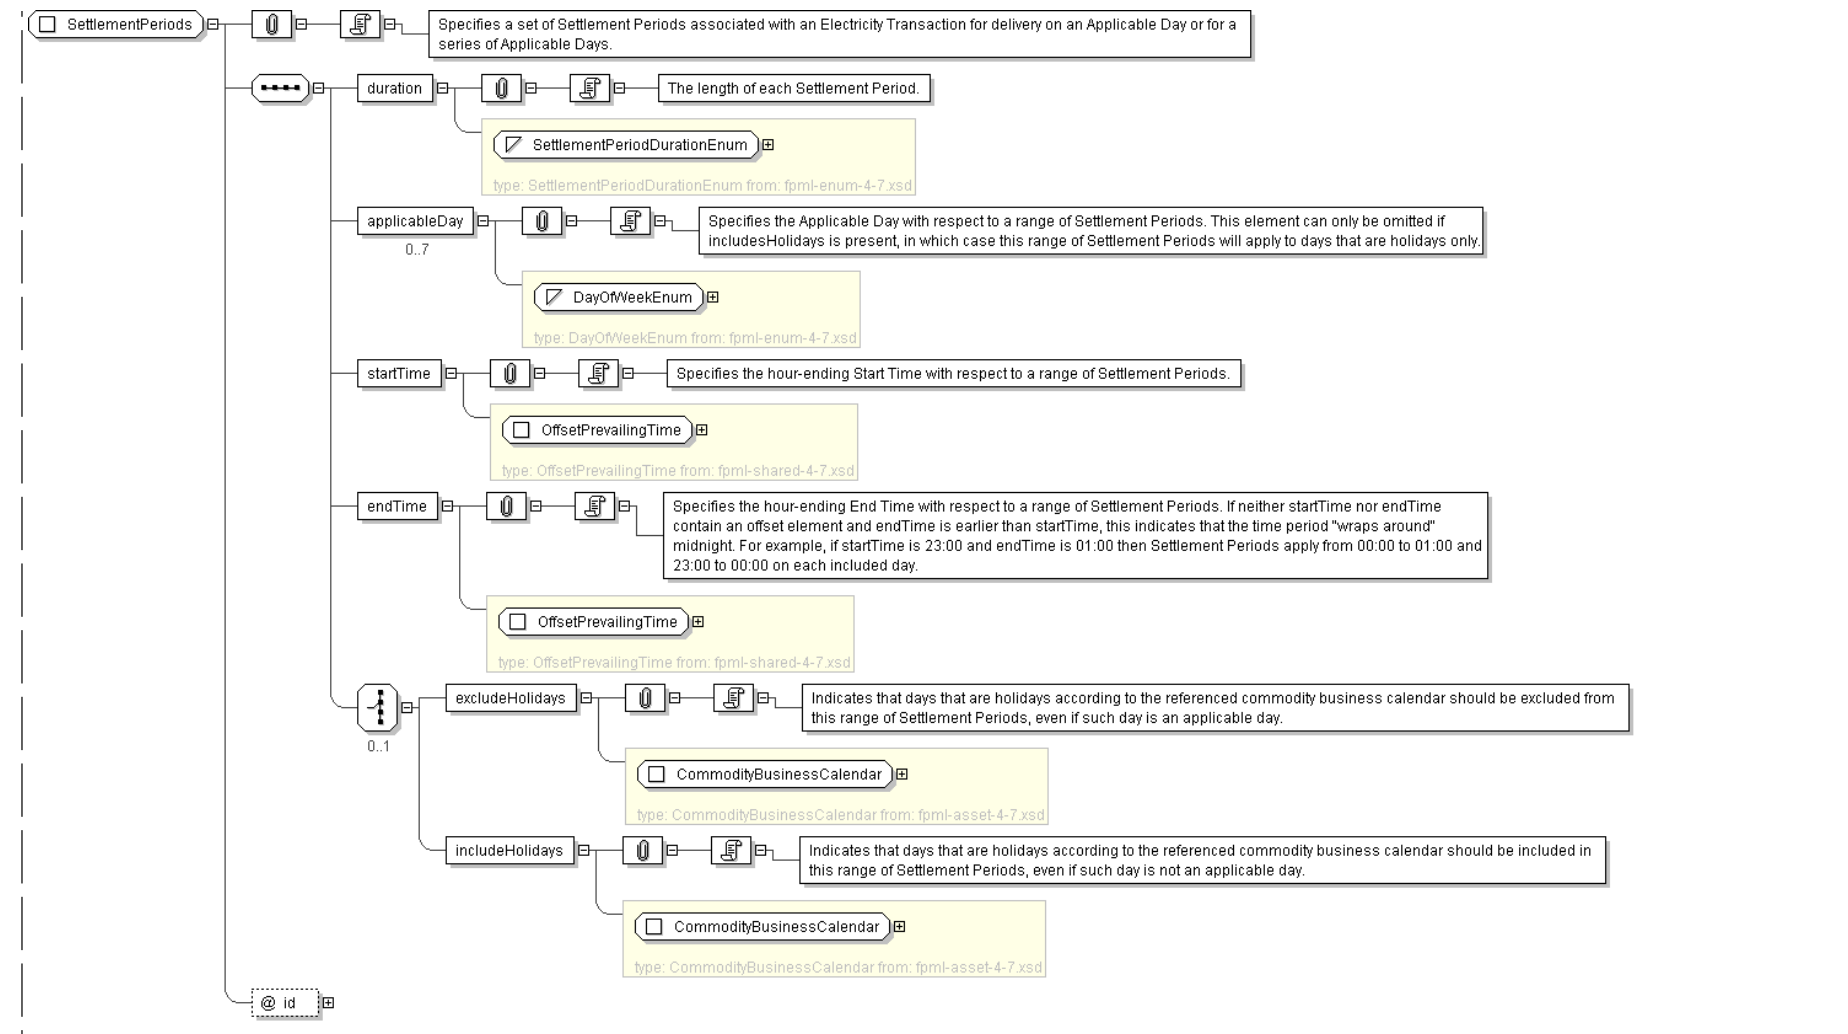 SettlementPeriods
Specifies a set of Settlement Periods associated with an Electricity Transaction for delivery on an Applicable Day or for a
series of Applicable Days.
duration
The length of each Settlement Period.
SettlementPeriodDurationEnum
type: SettlementPeriodDurationEnum from: fpml-enum-4-7.xsd
applicableDay
0..7
Specifies the Applicable Day with respect to a range of Settlement Periods. This element can only be omitted if
includesHolidays is present, in which case this range of Settlement Periods will apply to days that are holidays only.
DayOfWeekEnum
type: DayOfWeekEnum from: fpml-enum-4-7.xsd
startTime
Specifies the hour-ending Start Time with respect to a range of Settlement Periods.
OffsetPrevailingTime
type: OffsetPrevailingTime from: fpml-shared-4-7.xsd
endTime
Specifies the hour-ending End Time with respect to a range of Settlement Periods. If neither startTime nor endTime
contain an offset element and endTime is earlier than startTime, this indicates that the time period "wraps around"
midnight. For example, if startTime is 23:00 and endTime is 01:00 then Settlement Periods apply from 00:00 to 01:00 and
23:00 to 00:00 on each included day.
OffsetPrevailingTime
type: OffsetPrevailingTime from: fpml-shared-4-7.xsd
0..1
excludeHolidays
Indicates that days that are holidays according to the referenced commodity business calendar should be excluded from
this range of Settlement Periods, even if such day is an applicable day.
CommodityBusinessCalendar
type: CommodityBusinessCalendar from: fpml-asset-4-7.xsd
includeHolidays
Indicates that days that are holidays according to the referenced commodity business calendar should be included in
this range of Settlement Periods, even if such day is not an applicable day.
CommodityBusinessCalendar
type: CommodityBusinessCalendar from: fpml-asset-4-7.xsd
@ id